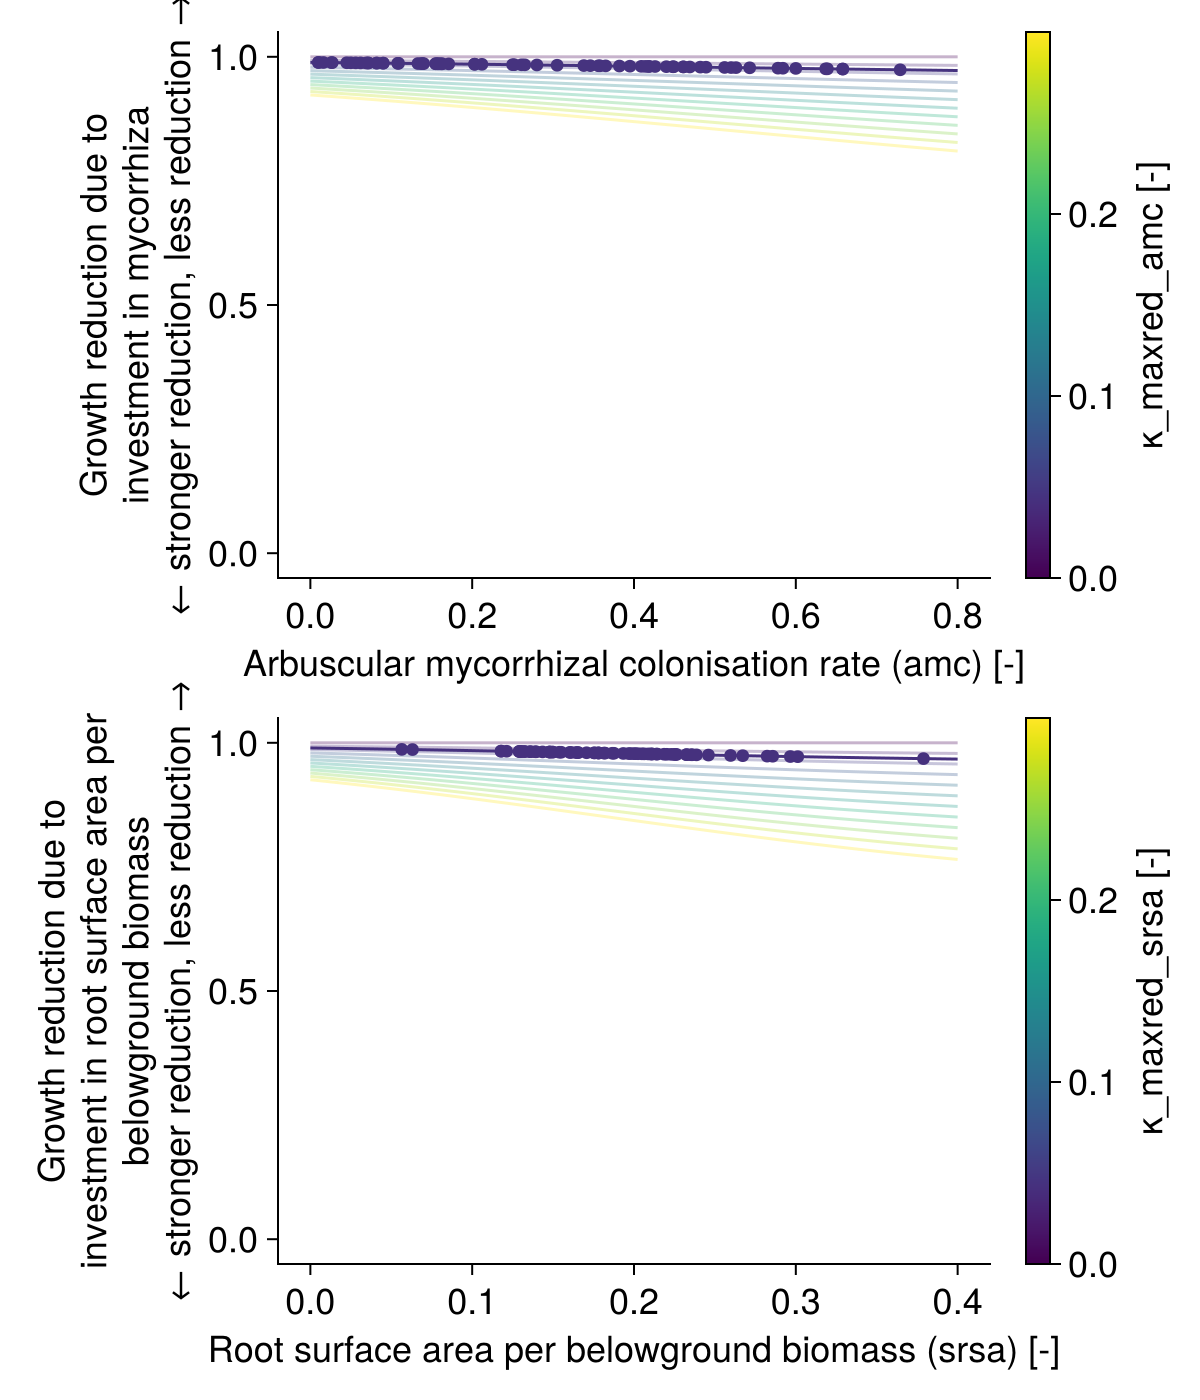 Growth reduction due to
investment in mycorrhiza
← stronger reduction, less reduction →
1.0
0.5
0.0
0.0 0.2 0.4 0.6 0.8
Arbuscular mycorrhizal colonisation rate (amc) [-]
0.2
0.1
0.0
κ_maxred_amc [-]
Growth reduction due to
investment in root surface area per
belowground biomass
← stronger reduction, less reduction →
1.0
0.5
0.0
0.0 0.1 0.2 0.3 0.4
Root surface area per belowground biomass (srsa) [-]
0.2
0.1
0.0
κ_maxred_srsa [-]